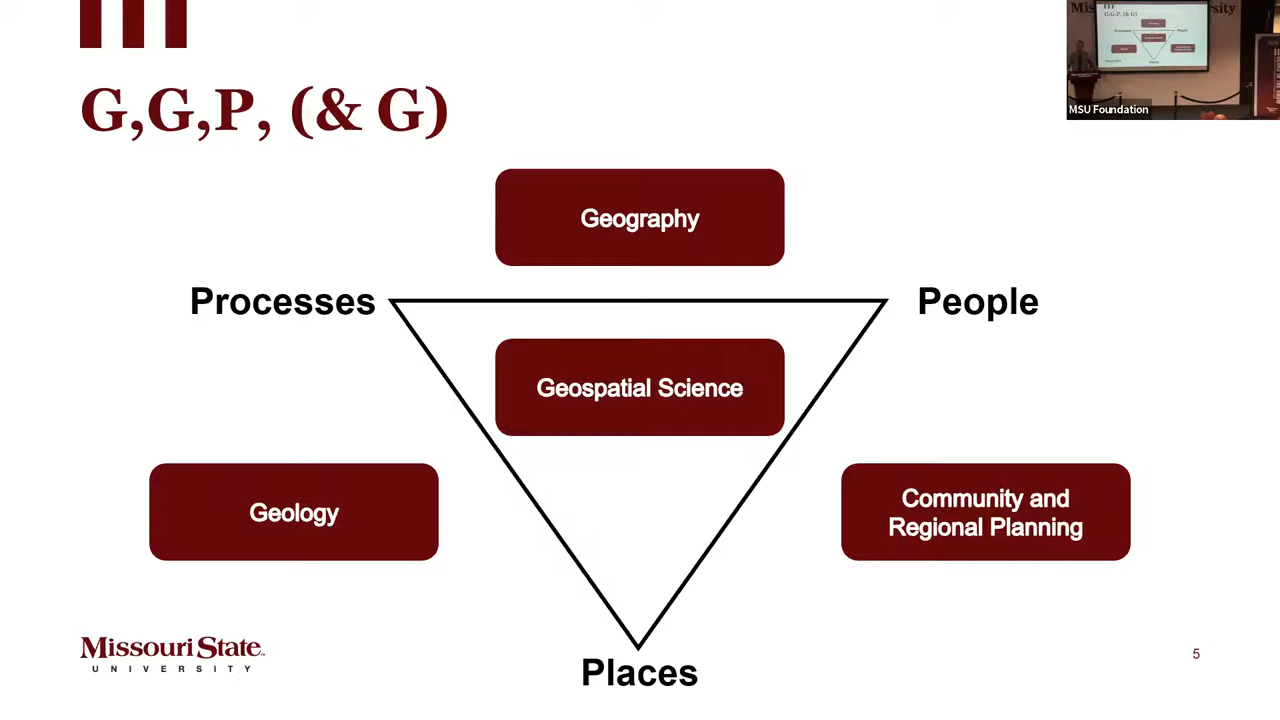 G,G,P, (& G)
MSU Foundation
Geography
Processes
People
Geospatial Science
Geology
Community and
Regional Planning
Missouri State
UNIVERSITY
5
Places